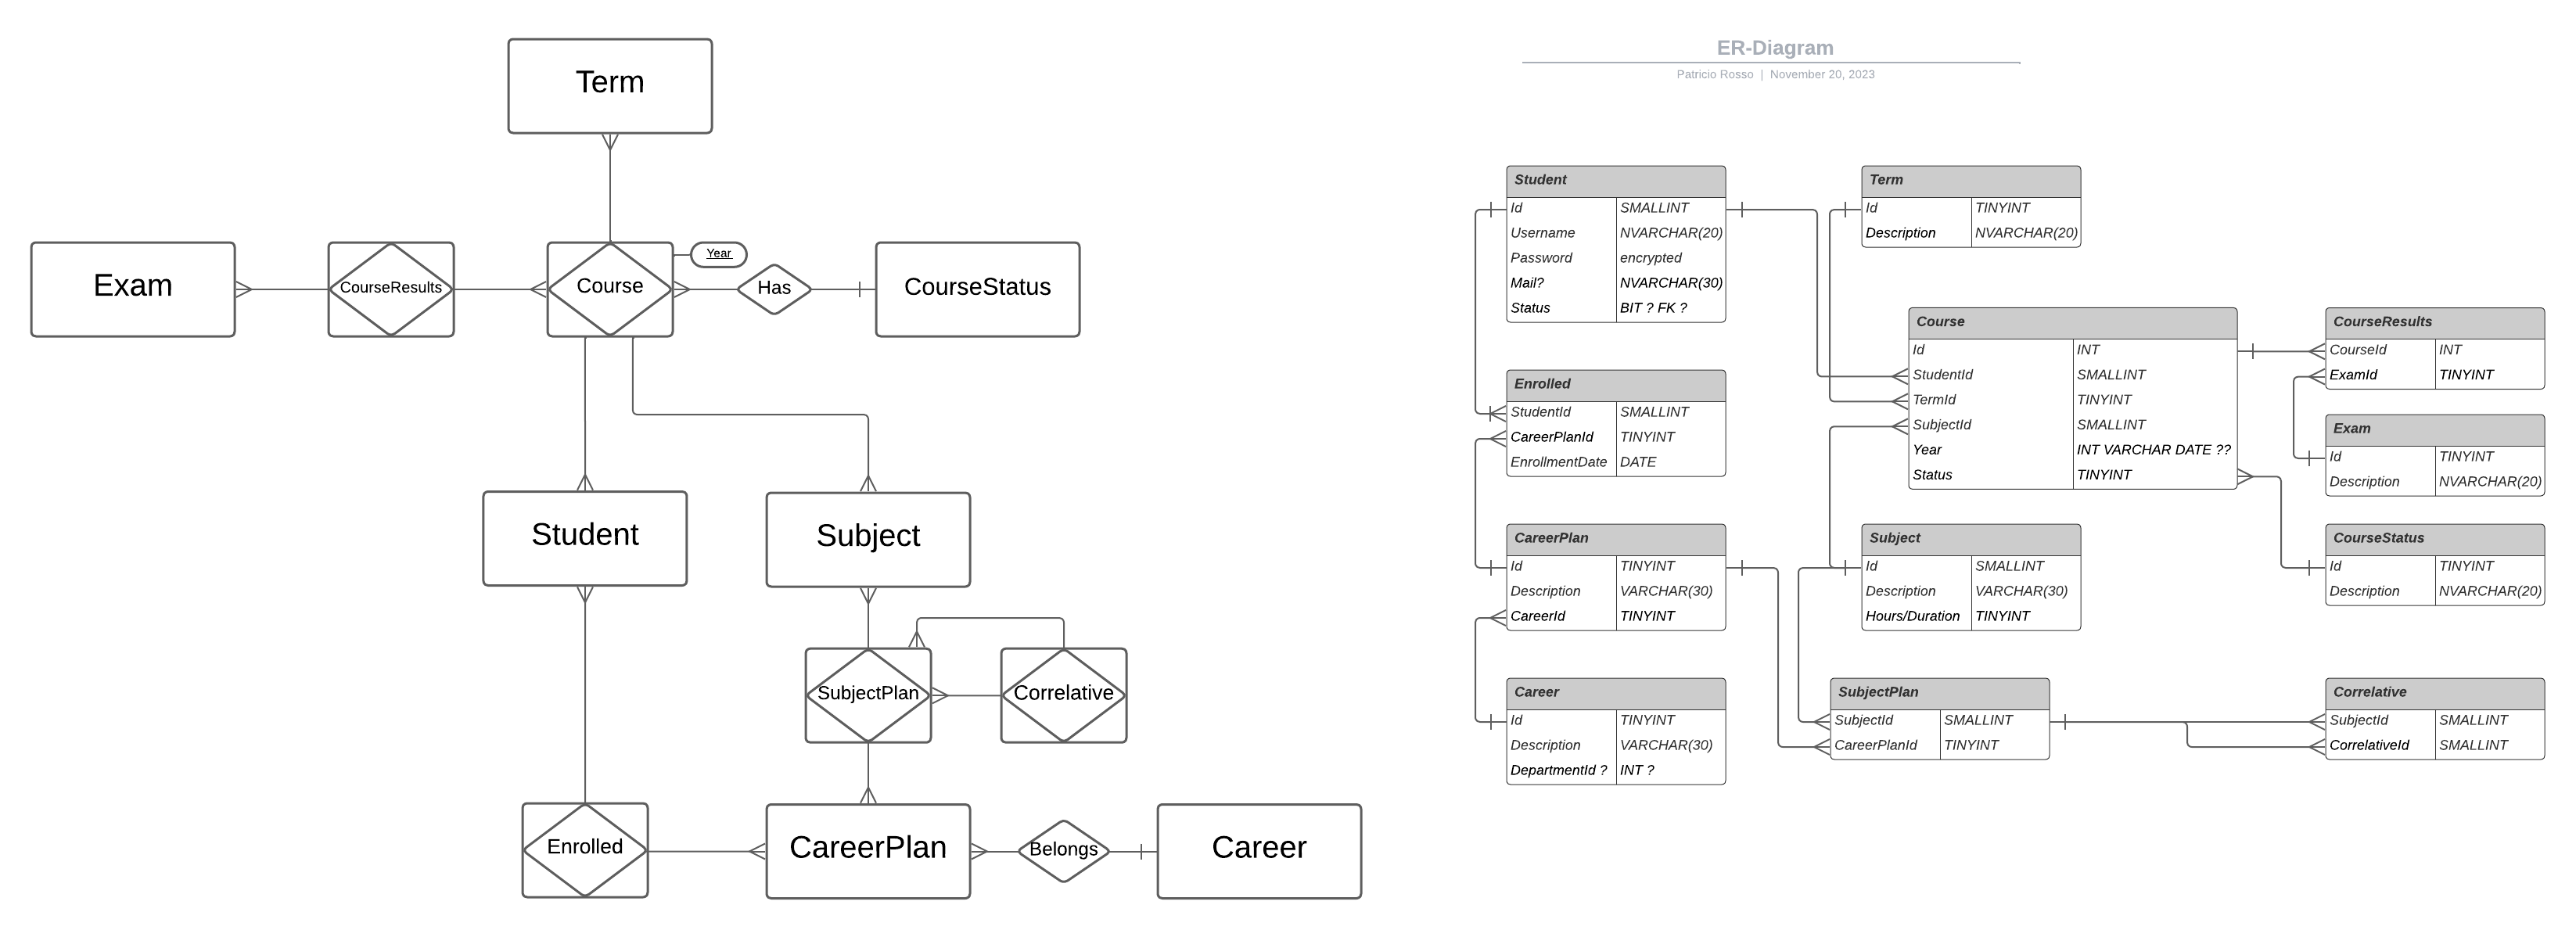 ER-Diagram
Patricio Rosso | November 20, 2023
Term
Exam
CourseResults
Course
Year
Has
CourseStatus
Student
Subject
SubjectPlan
Correlative
Enrolled
CareerPlan
Belongs
Career
Student
Id SMALLINT
Username NVARCHAR(20)
Password encrypted
Mail? NVARCHAR(30)
Status BIT ? FK ?
Term
Id TINYINT
Description NVARCHAR(20)
Course
Id INT
StudentId SMALLINT
TermId TINYINT
SubjectId SMALLINT
Year INT VARCHAR DATE ??
Status TINYINT
CourseResults
CourseId INT
ExamId TINYINT
Enrolled
StudentId SMALLINT
CareerPlanId TINYINT
EnrollmentDate DATE
Exam
Id TINYINT
Description NVARCHAR(20)
CareerPlan
Id TINYINT
Description VARCHAR(30)
CareerId TINYINT
Subject
Id SMALLINT
Description VARCHAR(30)
Hours/Duration TINYINT
CourseStatus
Id TINYINT
Description NVARCHAR(20)
Career
Id TINYINT
Description VARCHAR(30)
DepartmentId ? INT ?
SubjectPlan
SubjectId SMALLINT
CareerPlanId TINYINT
Correlative
SubjectId SMALLINT
CorrelativeId SMALLINT